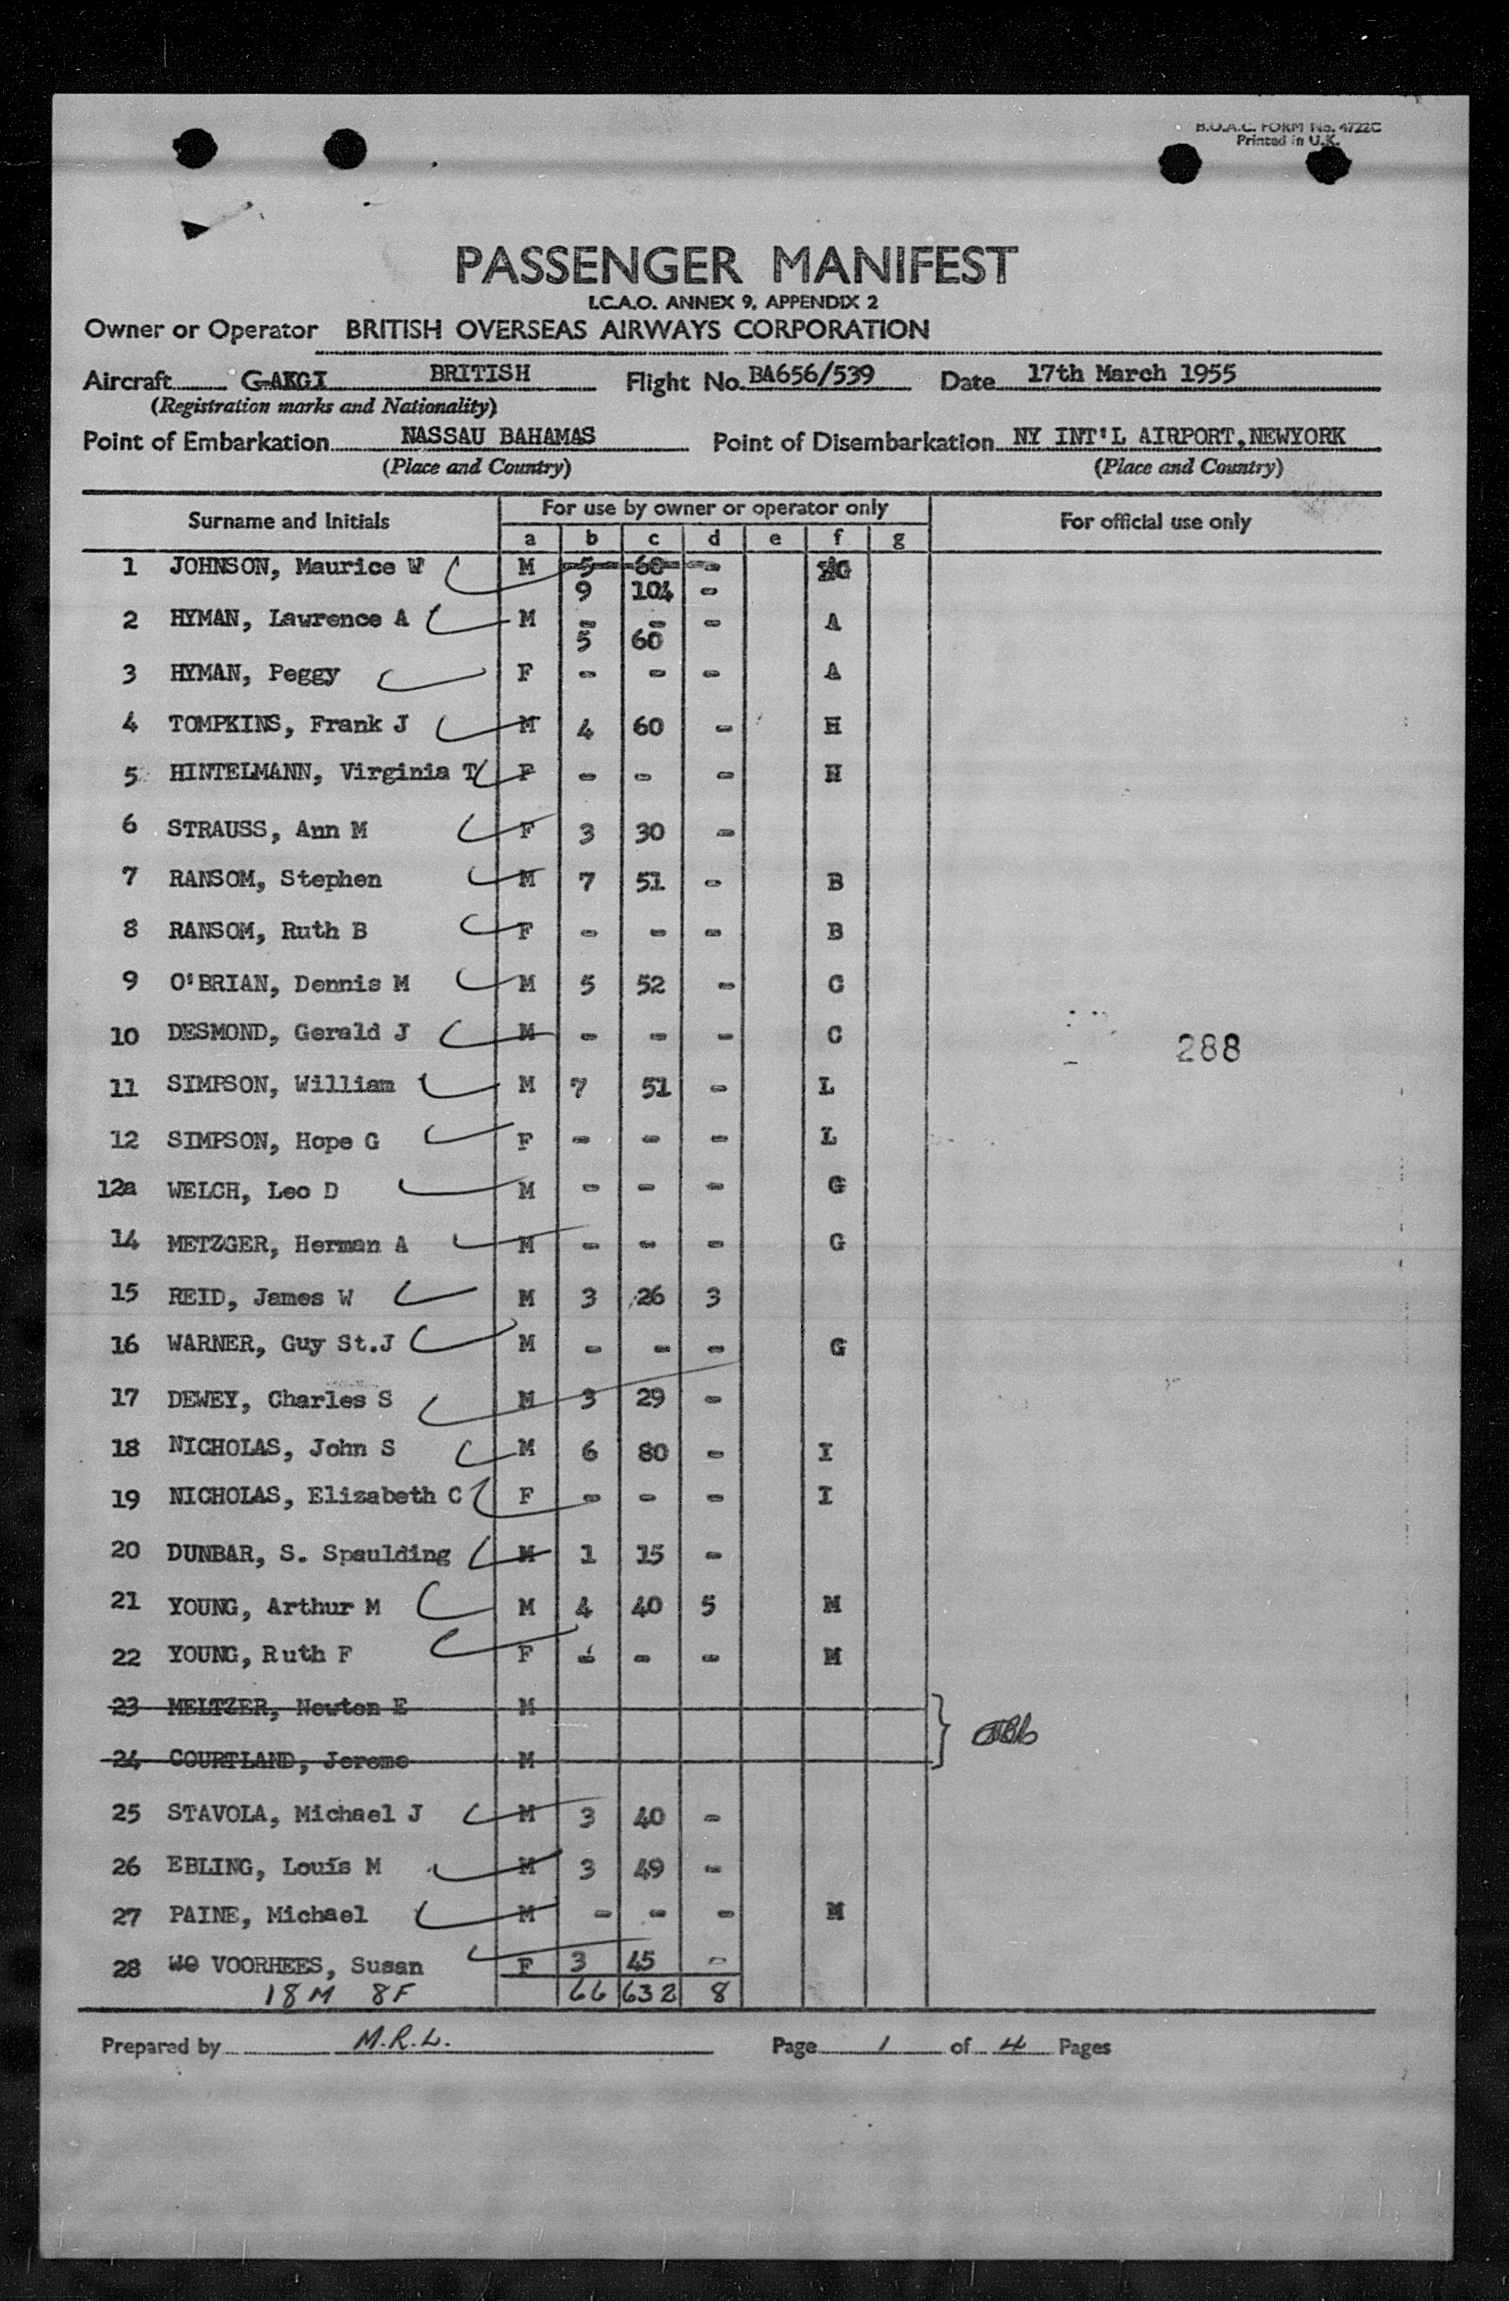 B.O.A.C. FORM No. 4722C
Printed in U.K.
PASSENGER MANIFEST
I.C.A.O. ANNEX 9, APPENDIX 2
Owner or Operator BRITISH OVERSEAS AIRWAYS CORPORATION
Aircraft G-AKGI BRITISH Flight No. BA656/539 Date 17th March 1955
(Registration marks and Nationality)
Point of Embarkation NASSAU BAHAMAS Point of Disembarkation NY INT'L AIRPORT, NEWYORK
(Place and Country) (Place and Country)
Surname and Initials For use by owner or operator only For official use only
a b c d e f g
1 JOHNSON, Maurice W M 5 60 - G
9 104 -
2 HYMAN, Lawrence A M - - - A
5 60
3 HYMAN, Peggy F - - - A
4 TOMPKINS, Frank J M 4 60 - H
5 HINTELMANN, Virginia T F - - - H
6 STRAUSS, Ann M F 3 30 -
7 RANSOM, Stephen M 7 51 - B
8 RANSOM, Ruth B F - - - B
9 O'BRIAN, Dennis M M 5 52 - C
10 DESMOND, Gerald J M - - - C
288
11 SIMPSON, William M 7 51 - L
12 SIMPSON, Hope G F - - - L
12a WELCH, Leo D M - - - G
14 METZGER, Herman A M - - - G
15 REID, James W M 3 26 3
16 WARNER, Guy St.J M - - - G
17 DEWEY, Charles S M 3 29 -
18 NICHOLAS, John S M 6 80 - I
19 NICHOLAS, Elizabeth C F - - - I
20 DUNBAR, S. Spaulding M 1 15 -
21 YOUNG, Arthur M M 4 40 5 M
22 YOUNG, Ruth F F - - - M
23 MELTZER, Newton E M
24 COURTLAND, Jerome M
25 STAVOLA, Michael J M 3 40 -
26 EBLING, Louis M M 3 49 -
27 PAINE, Michael M - - - M
28 VOORHEES, Susan F 3 45 -
18 M 8 F 66 632 8
Prepared by M.R.L. Page 1 of 4 Pages